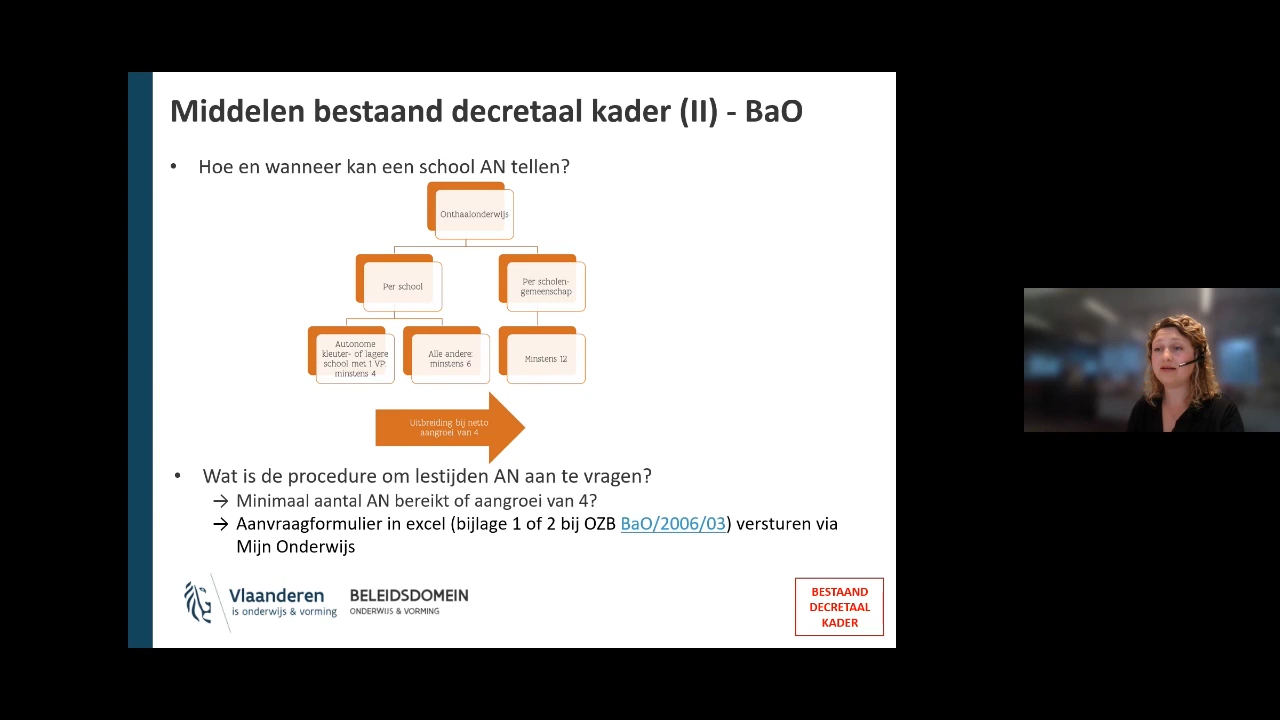 Middelen bestaand decretaal kader (II) - BaO
• Hoe en wanneer kan een school AN tellen?
Onthaalonderwijs
Per school
Per scholen-
gemeenschap
Autonome
kleuter- of lagere
school met 1 VP:
minstens 4
Alle andere:
minstens 6
Minstens 12
Uitbreiding bij netto
aangroei van 4
• Wat is de procedure om lestijden AN aan te vragen?
→ Minimaal aantal AN bereikt of aangroei van 4?
→ Aanvraagformulier in excel (bijlage 1 of 2 bij OZB BaO/2006/03) versturen via
Mijn Onderwijs
Vlaanderen
is onderwijs & vorming
BELEIDSDOMEIN
ONDERWIJS & VORMING
BESTAAND
DECRETAAL
KADER